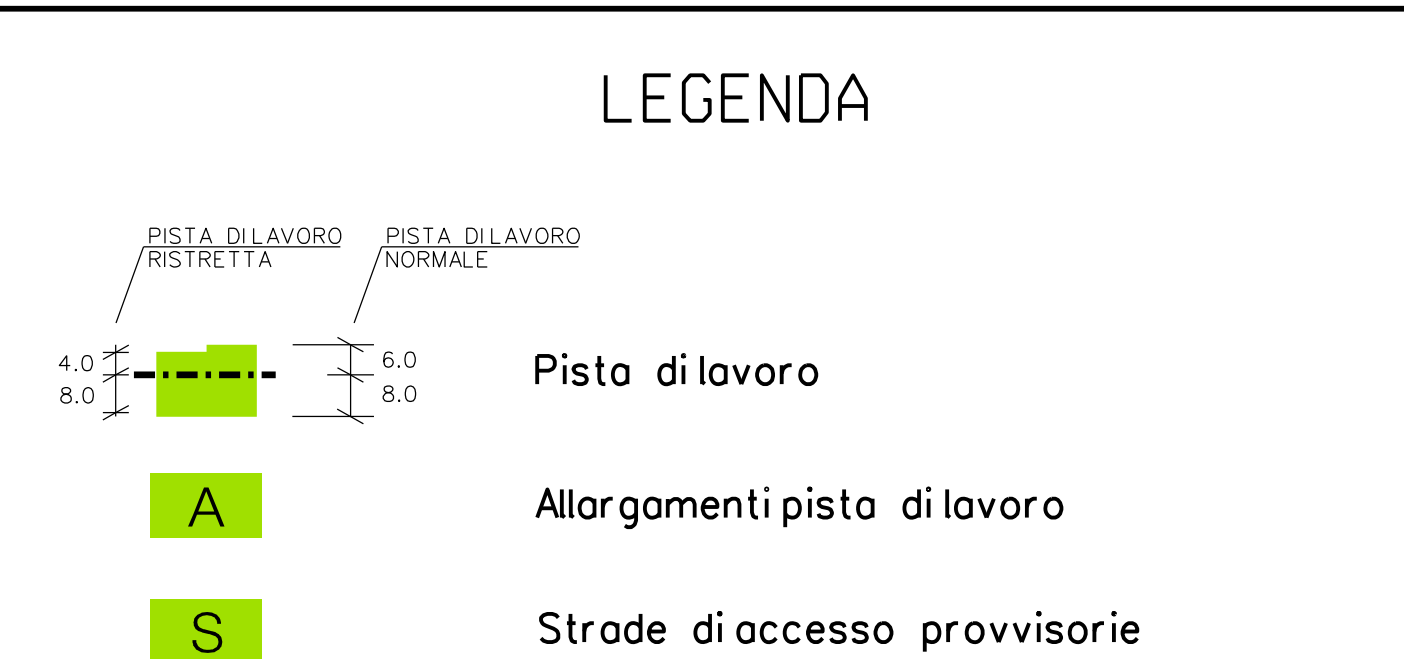 LEGENDA
PISTA DI LAVORO
RISTRETTA
PISTA DI LAVORO
NORMALE
4.0
8.0
6.0
8.0
Pista di lavoro
A
Allargamenti pista di lavoro
S
Strade di accesso provvisorie